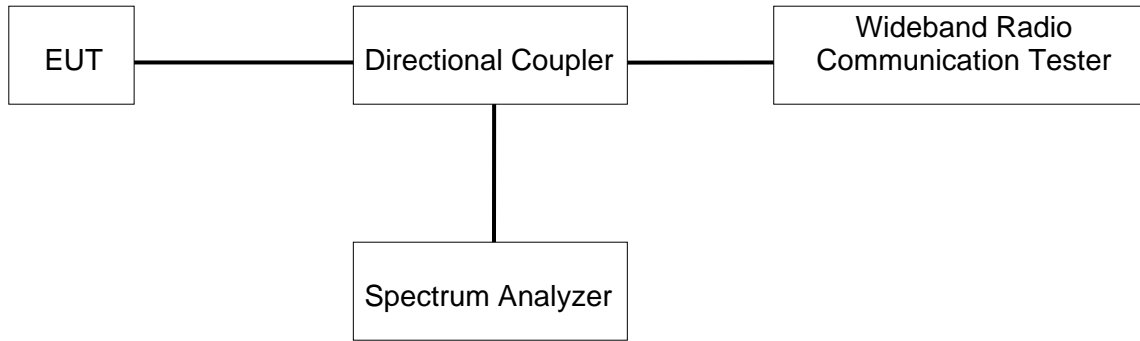 EUT
Directional Coupler
Wideband Radio
Communication Tester
Spectrum Analyzer